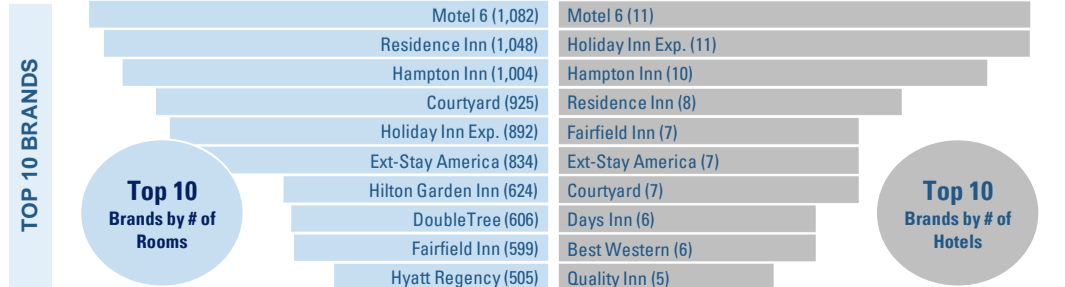 TOP 10 BRANDS
Motel 6 (1,082)
Residence Inn (1,048)
Hampton Inn (1,004)
Courtyard (925)
Holiday Inn Exp. (892)
Ext-Stay America (834)
Hilton Garden Inn (624)
DoubleTree (606)
Fairfield Inn (599)
Hyatt Regency (505)
Top 10
Brands by # of
Rooms
Motel 6 (11)
Holiday Inn Exp. (11)
Hampton Inn (10)
Residence Inn (8)
Fairfield Inn (7)
Ext-Stay America (7)
Courtyard (7)
Days Inn (6)
Best Western (6)
Quality Inn (5)
Top 10
Brands by # of
Hotels